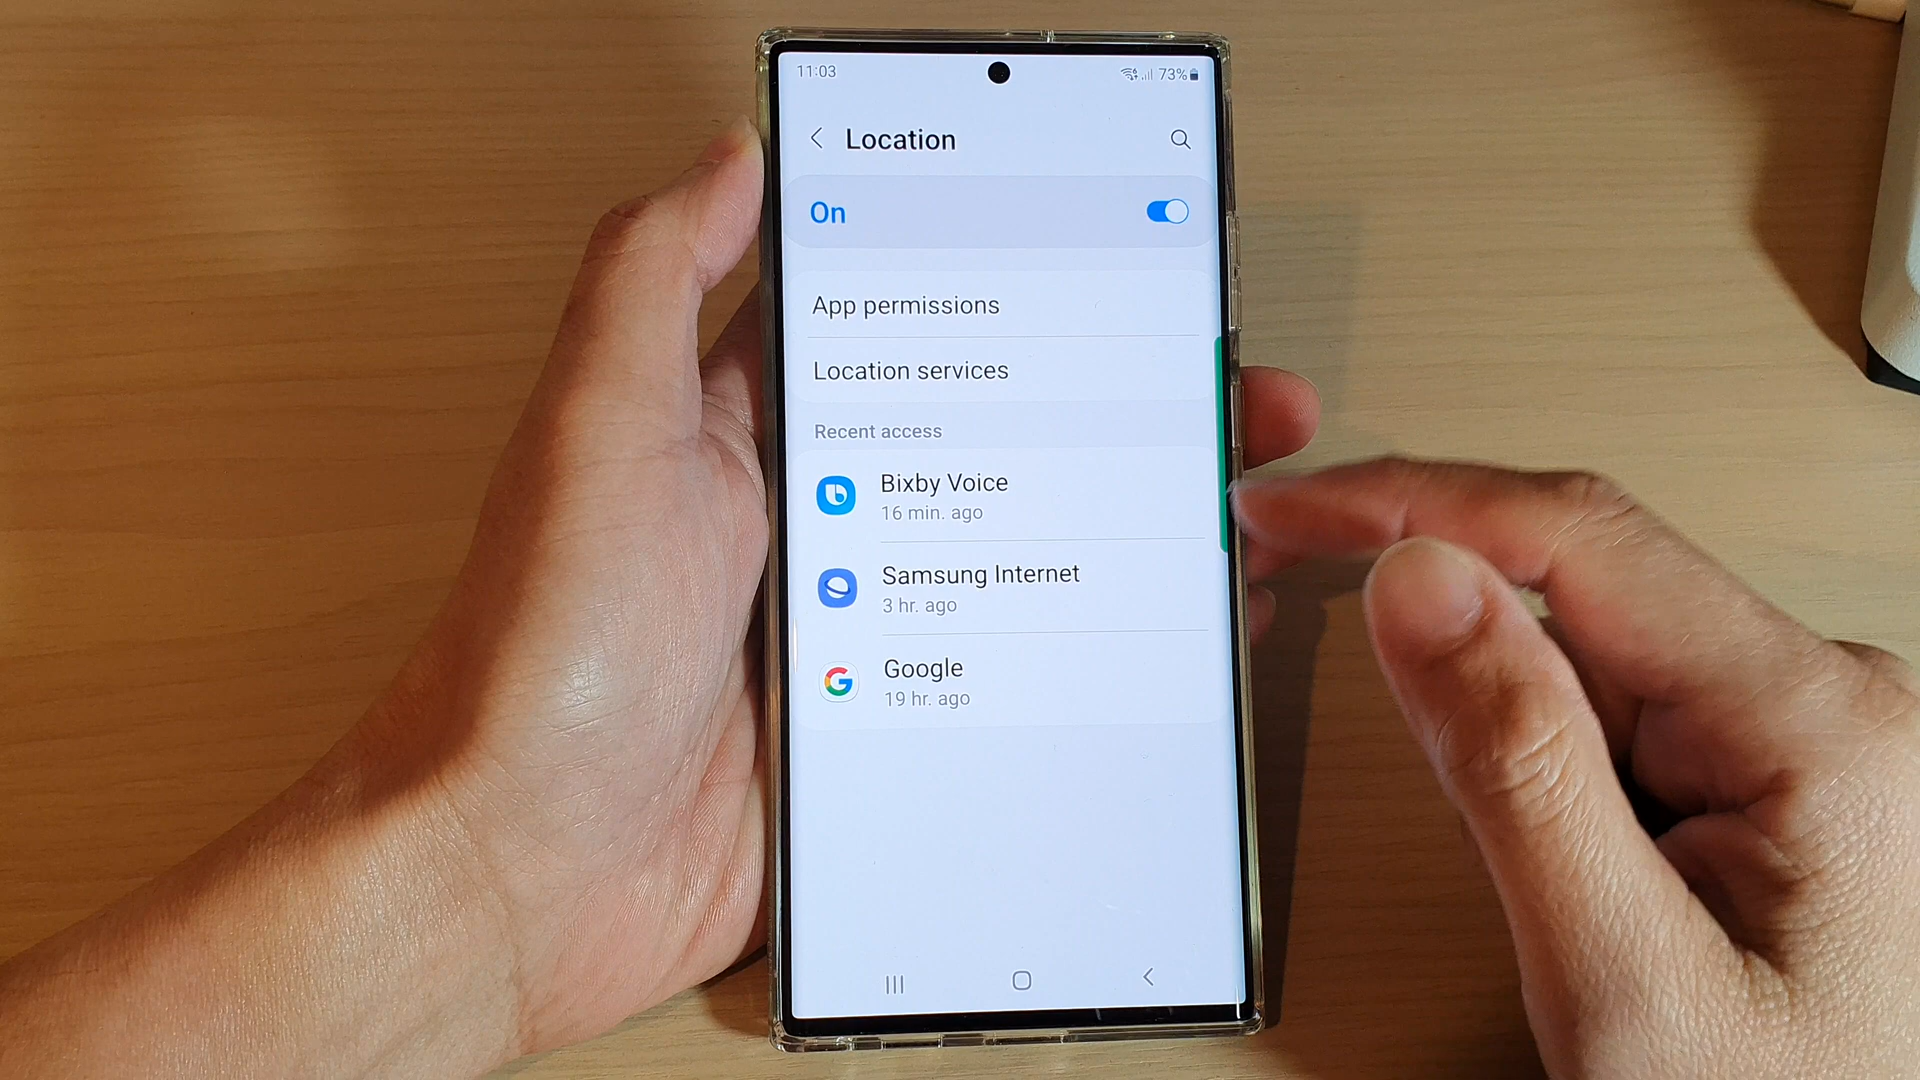 11:03
73%
Location
On
App permissions
Location services
Recent access
Bixby Voice
16 min. ago
Samsung Internet
3 hr. ago
Google
19 hr. ago